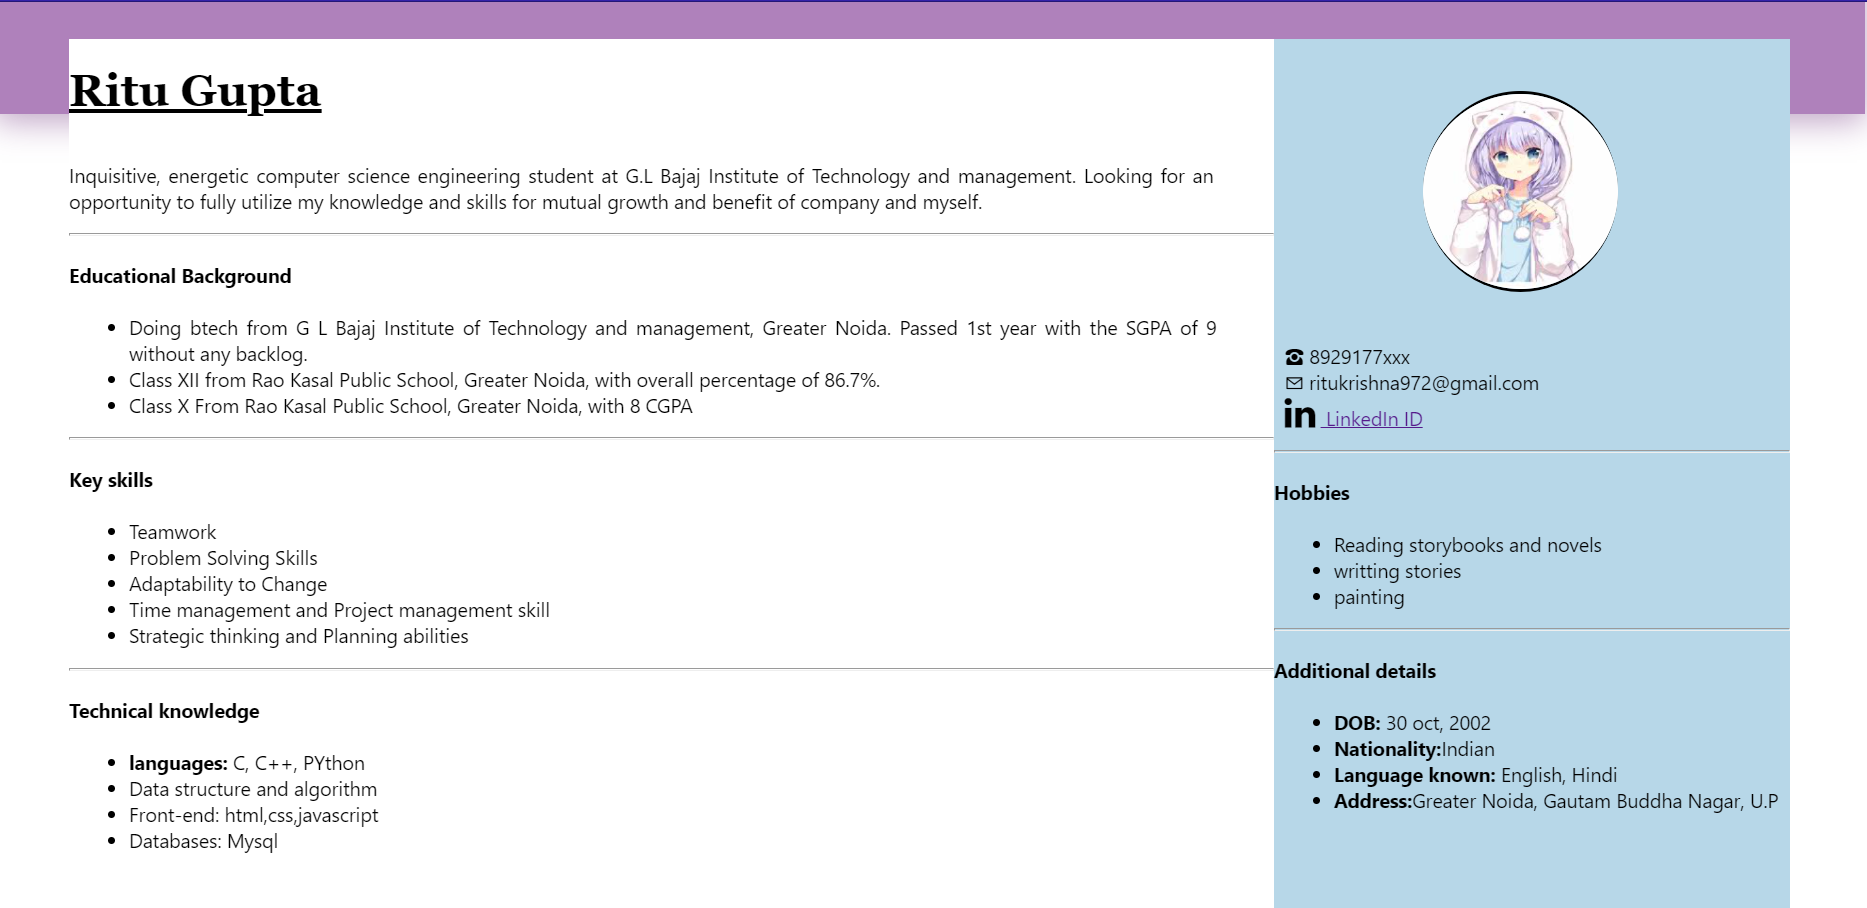 Ritu Gupta
Inquisitive, energetic computer science engineering student at G.L Bajaj Institute of Technology and management. Looking for an
opportunity to fully utilize my knowledge and skills for mutual growth and benefit of company and myself.
Educational Background
Doing btech from G L Bajaj Institute of Technology and management, Greater Noida. Passed 1st year with the SGPA of 9
without any backlog.
Class XII from Rao Kasal Public School, Greater Noida, with overall percentage of 86.7%.
Class X From Rao Kasal Public School, Greater Noida, with 8 CGPA
Key skills
Teamwork
Problem Solving Skills
Adaptability to Change
Time management and Project management skill
Strategic thinking and Planning abilities
Technical knowledge
languages: C, C++, PYthon
Data structure and algorithm
Front-end: html,css,javascript
Databases: Mysql
8929177xxx
ritukrishna972@gmail.com
in LinkedIn ID
Hobbies
Reading storybooks and novels
writting stories
painting
Additional details
DOB: 30 oct, 2002
Nationality:Indian
Language known: English, Hindi
Address:Greater Noida, Gautam Buddha Nagar, U.P